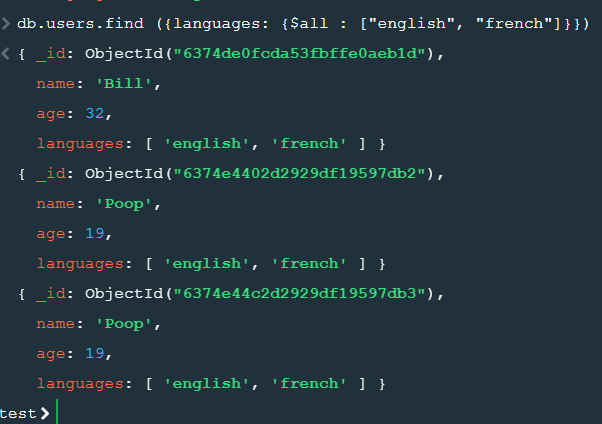 > db.users.find ({languages: {$all : ["english", "french"]}})
< { _id: ObjectId("6374de0fcda53fbffe0aeb1d"),
name: 'Bill',
age: 32,
languages: [ 'english', 'french' ] }
{ _id: ObjectId("6374e4402d2929df19597db2"),
name: 'Poop',
age: 19,
languages: [ 'english', 'french' ] }
{ _id: ObjectId("6374e44c2d2929df19597db3"),
name: 'Poop',
age: 19,
languages: [ 'english', 'french' ] }
test>